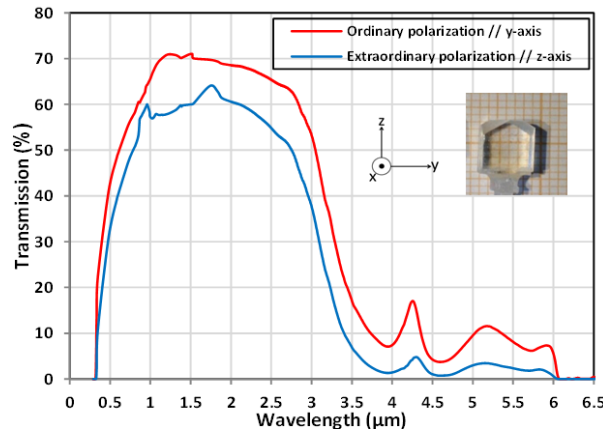 Ordinary polarization // y-axis
Extraordinary polarization // z-axis
Transmission (%)
80
70
60
50
40
30
20
10
0
z
x
y
0 0.5 1 1.5 2 2.5 3 3.5 4 4.5 5 5.5 6 6.5
Wavelength (µm)